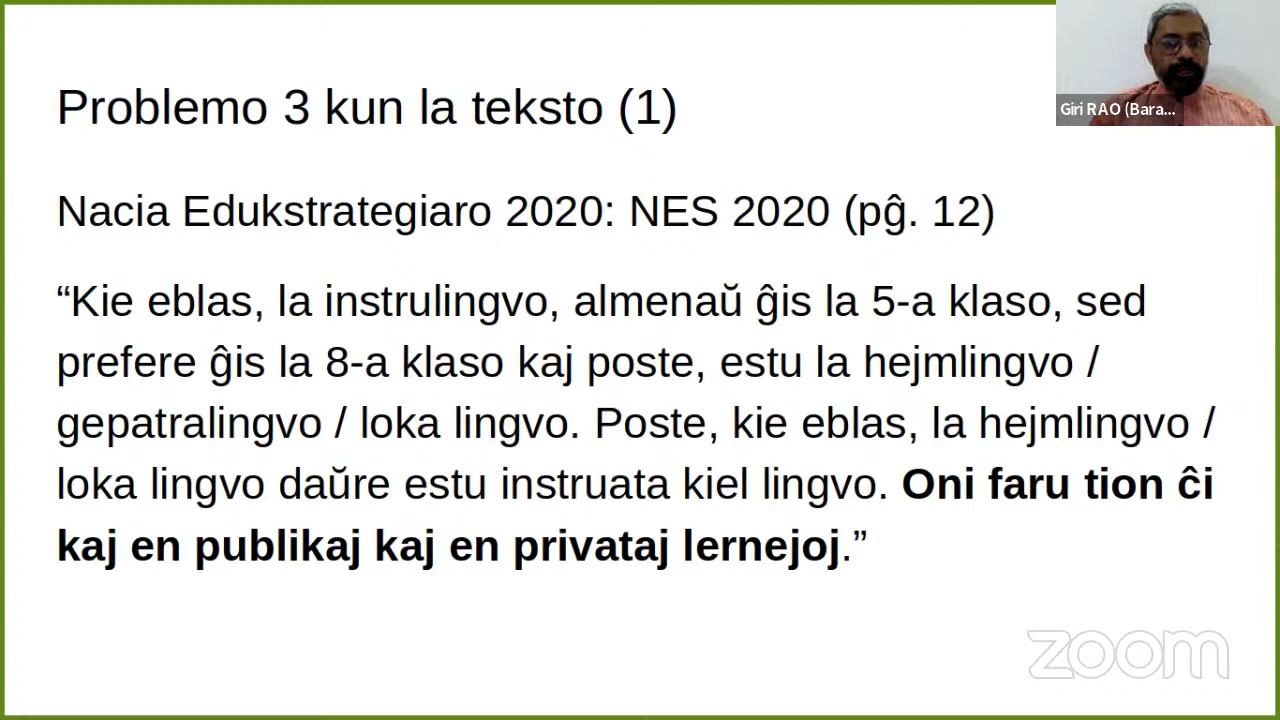 Problemo 3 kun la teksto (1)
Giri RAO (Bara...
Nacia Edukstrategiaro 2020: NES 2020 (pĝ. 12)
“Kie eblas, la instrulingvo, almenaŭ ĝis la 5-a klaso, sed
prefere ĝis la 8-a klaso kaj poste, estu la hejmlingvo /
gepatralingvo / loka lingvo. Poste, kie eblas, la hejmlingvo /
loka lingvo daŭre estu instruata kiel lingvo. Oni faru tion ĉi
kaj en publikaj kaj en privataj lernejoj.”
zoom